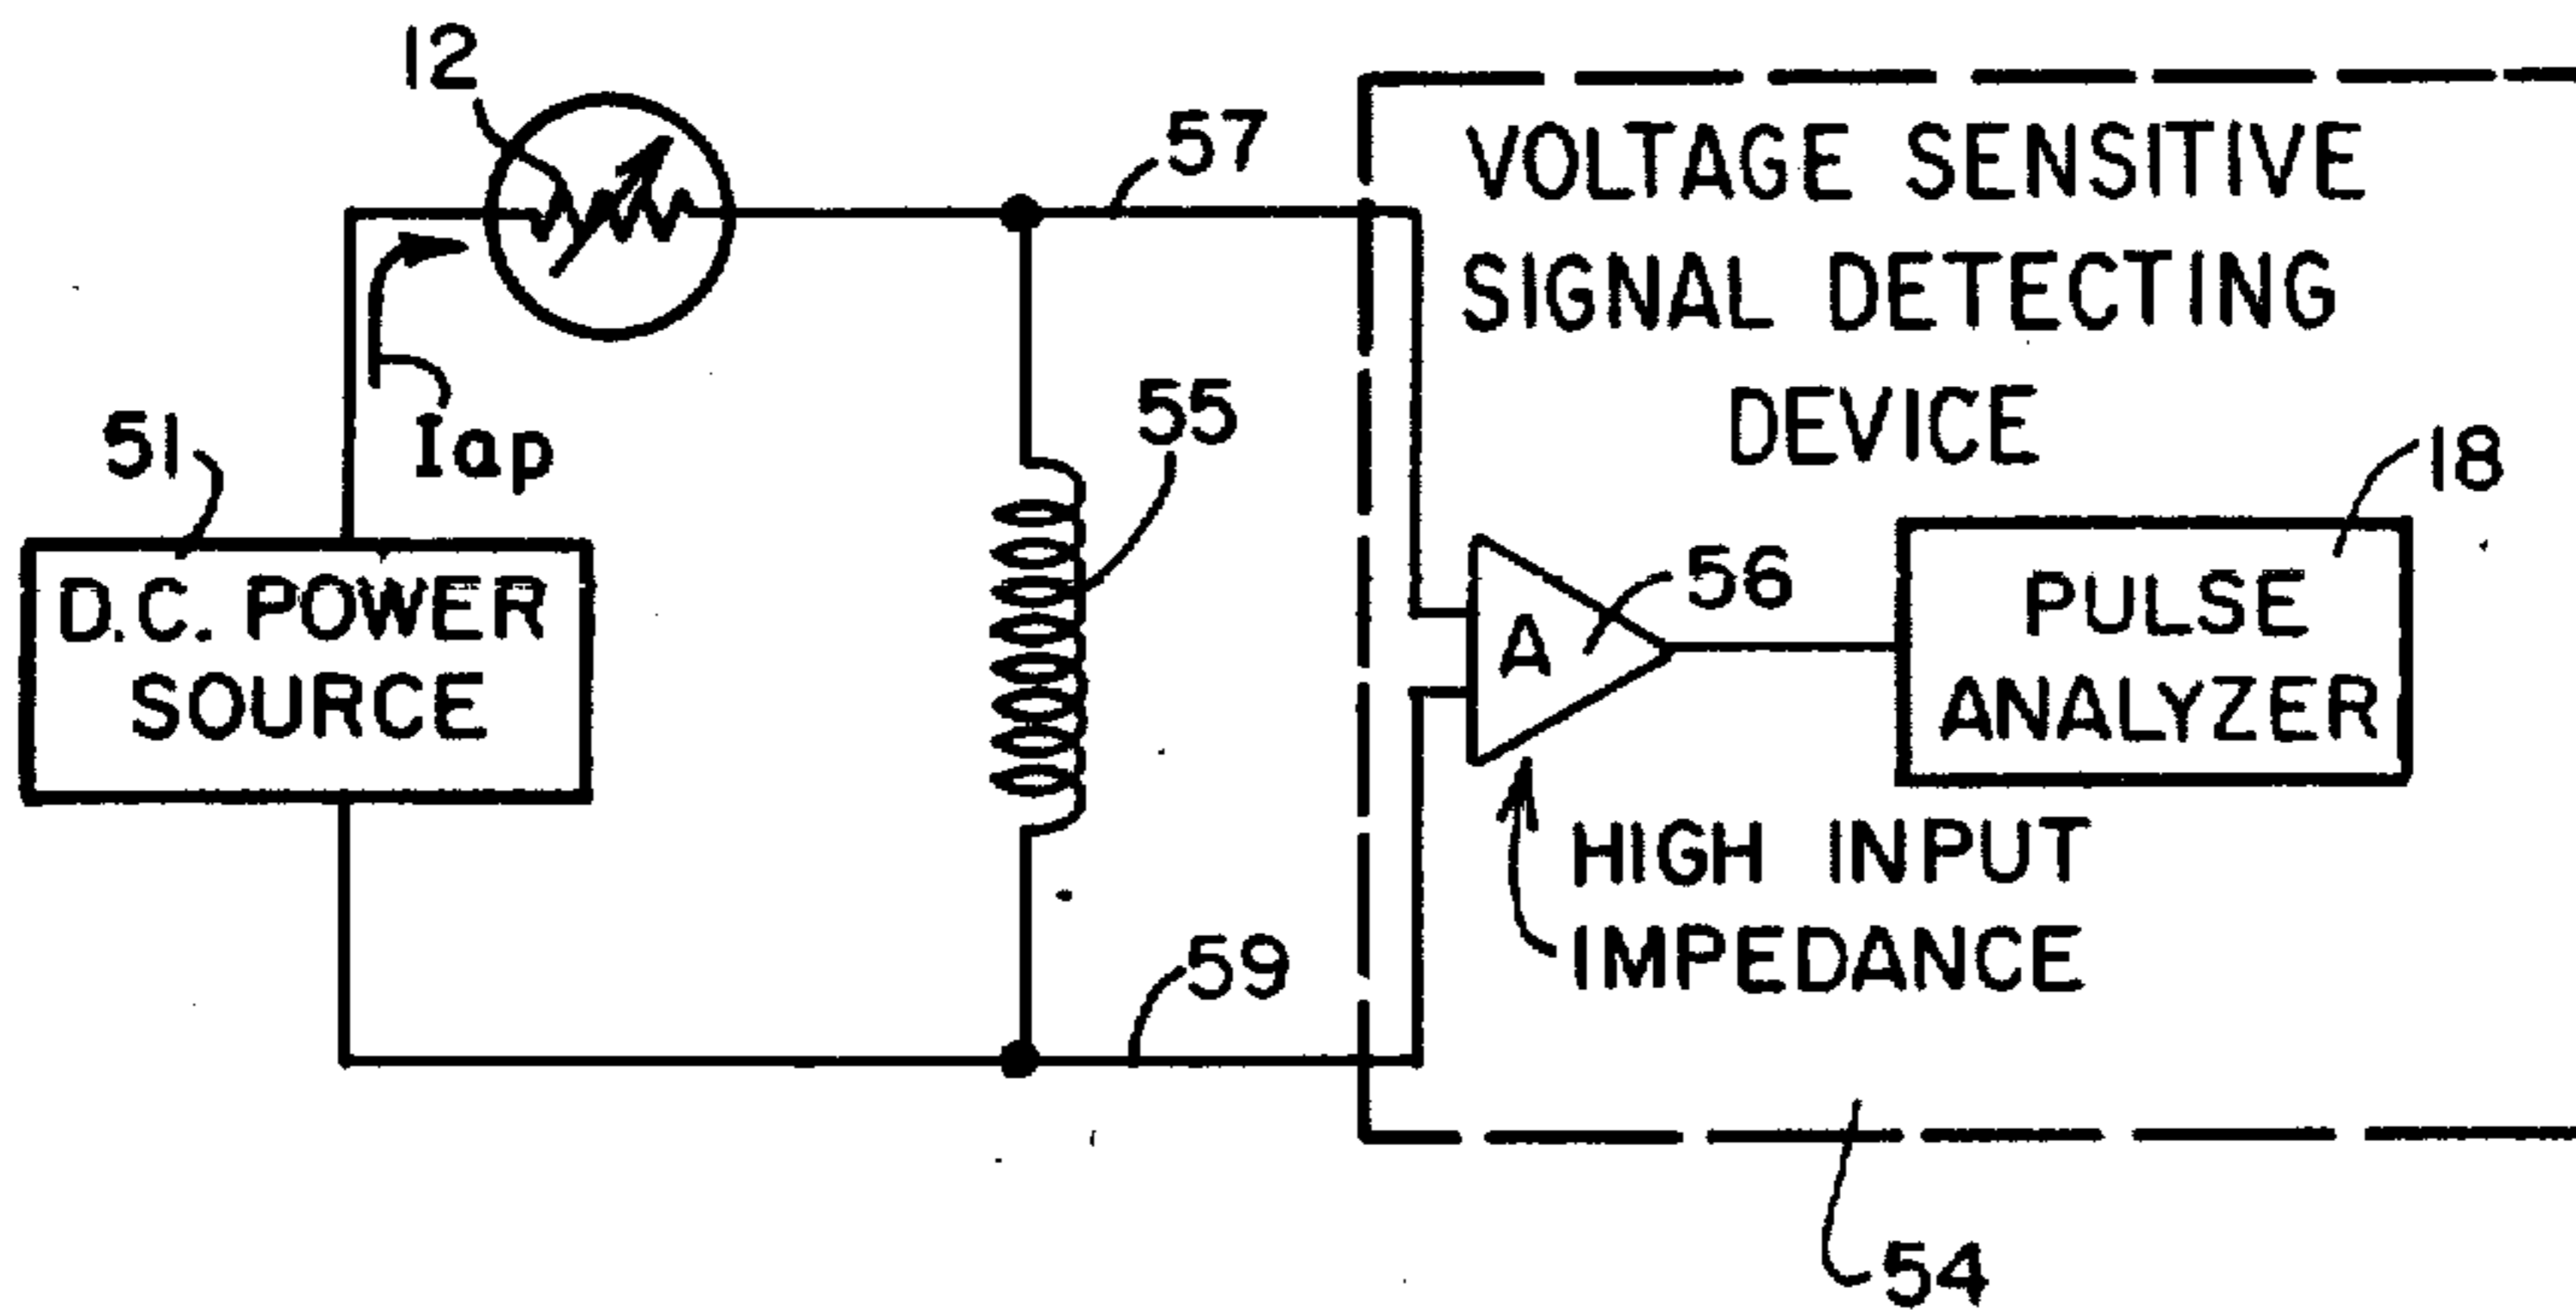 12
57
VOLTAGE SENSITIVE
SIGNAL DETECTING
DEVICE
55
51
Iap
18
D.C. POWER
SOURCE
A
56
PULSE
ANALYZER
HIGH INPUT
IMPEDANCE
59
54